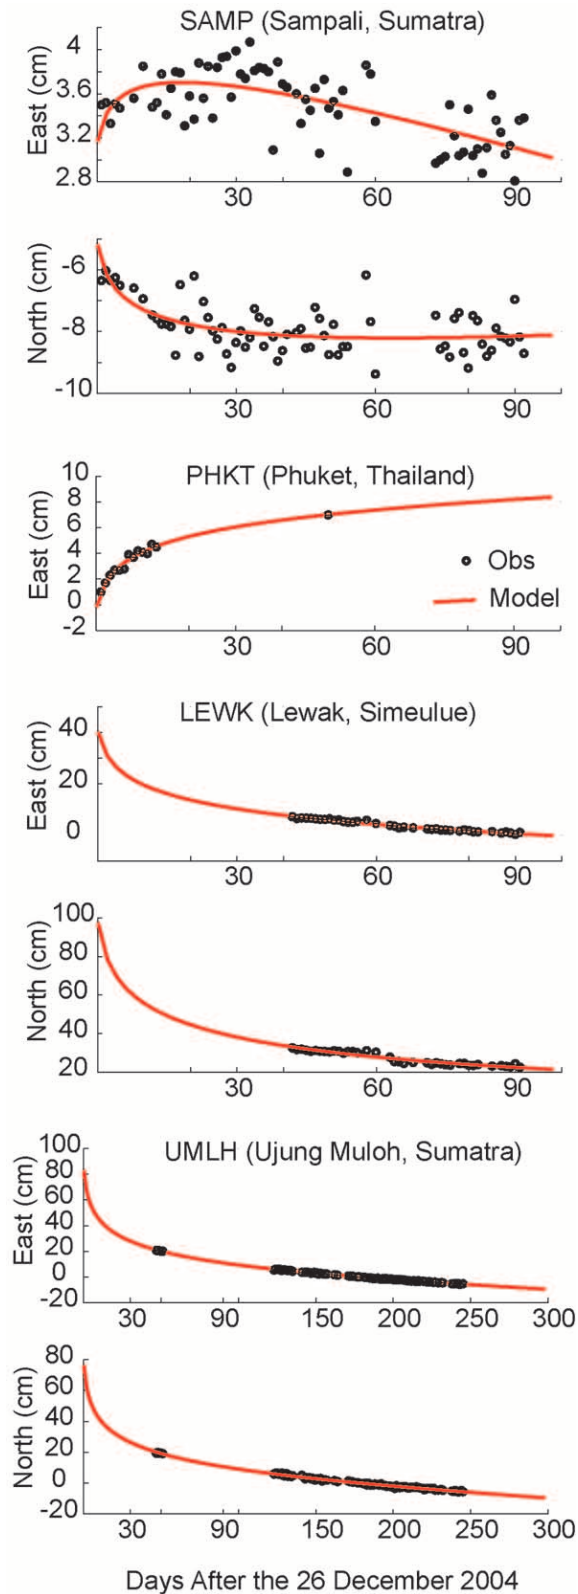 SAMP (Sampali, Sumatra)
East (cm)
4
3.6
3.2
2.8
30 60 90
North (cm)
-6
-8
-10
30 60 90
PHKT (Phuket, Thailand)
East (cm)
10
8
6
4
2
0
-2
Obs
Model
30 60 90
LEWK (Lewak, Simeulue)
East (cm)
40
20
0
30 60 90
North (cm)
100
80
60
40
20
30 60 90
UMLH (Ujung Muloh, Sumatra)
East (cm)
100
80
60
40
20
0
-20
30 90 150 200 250 300
North (cm)
80
60
40
20
0
-20
30 90 150 200 250 300
Days After the 26 December 2004